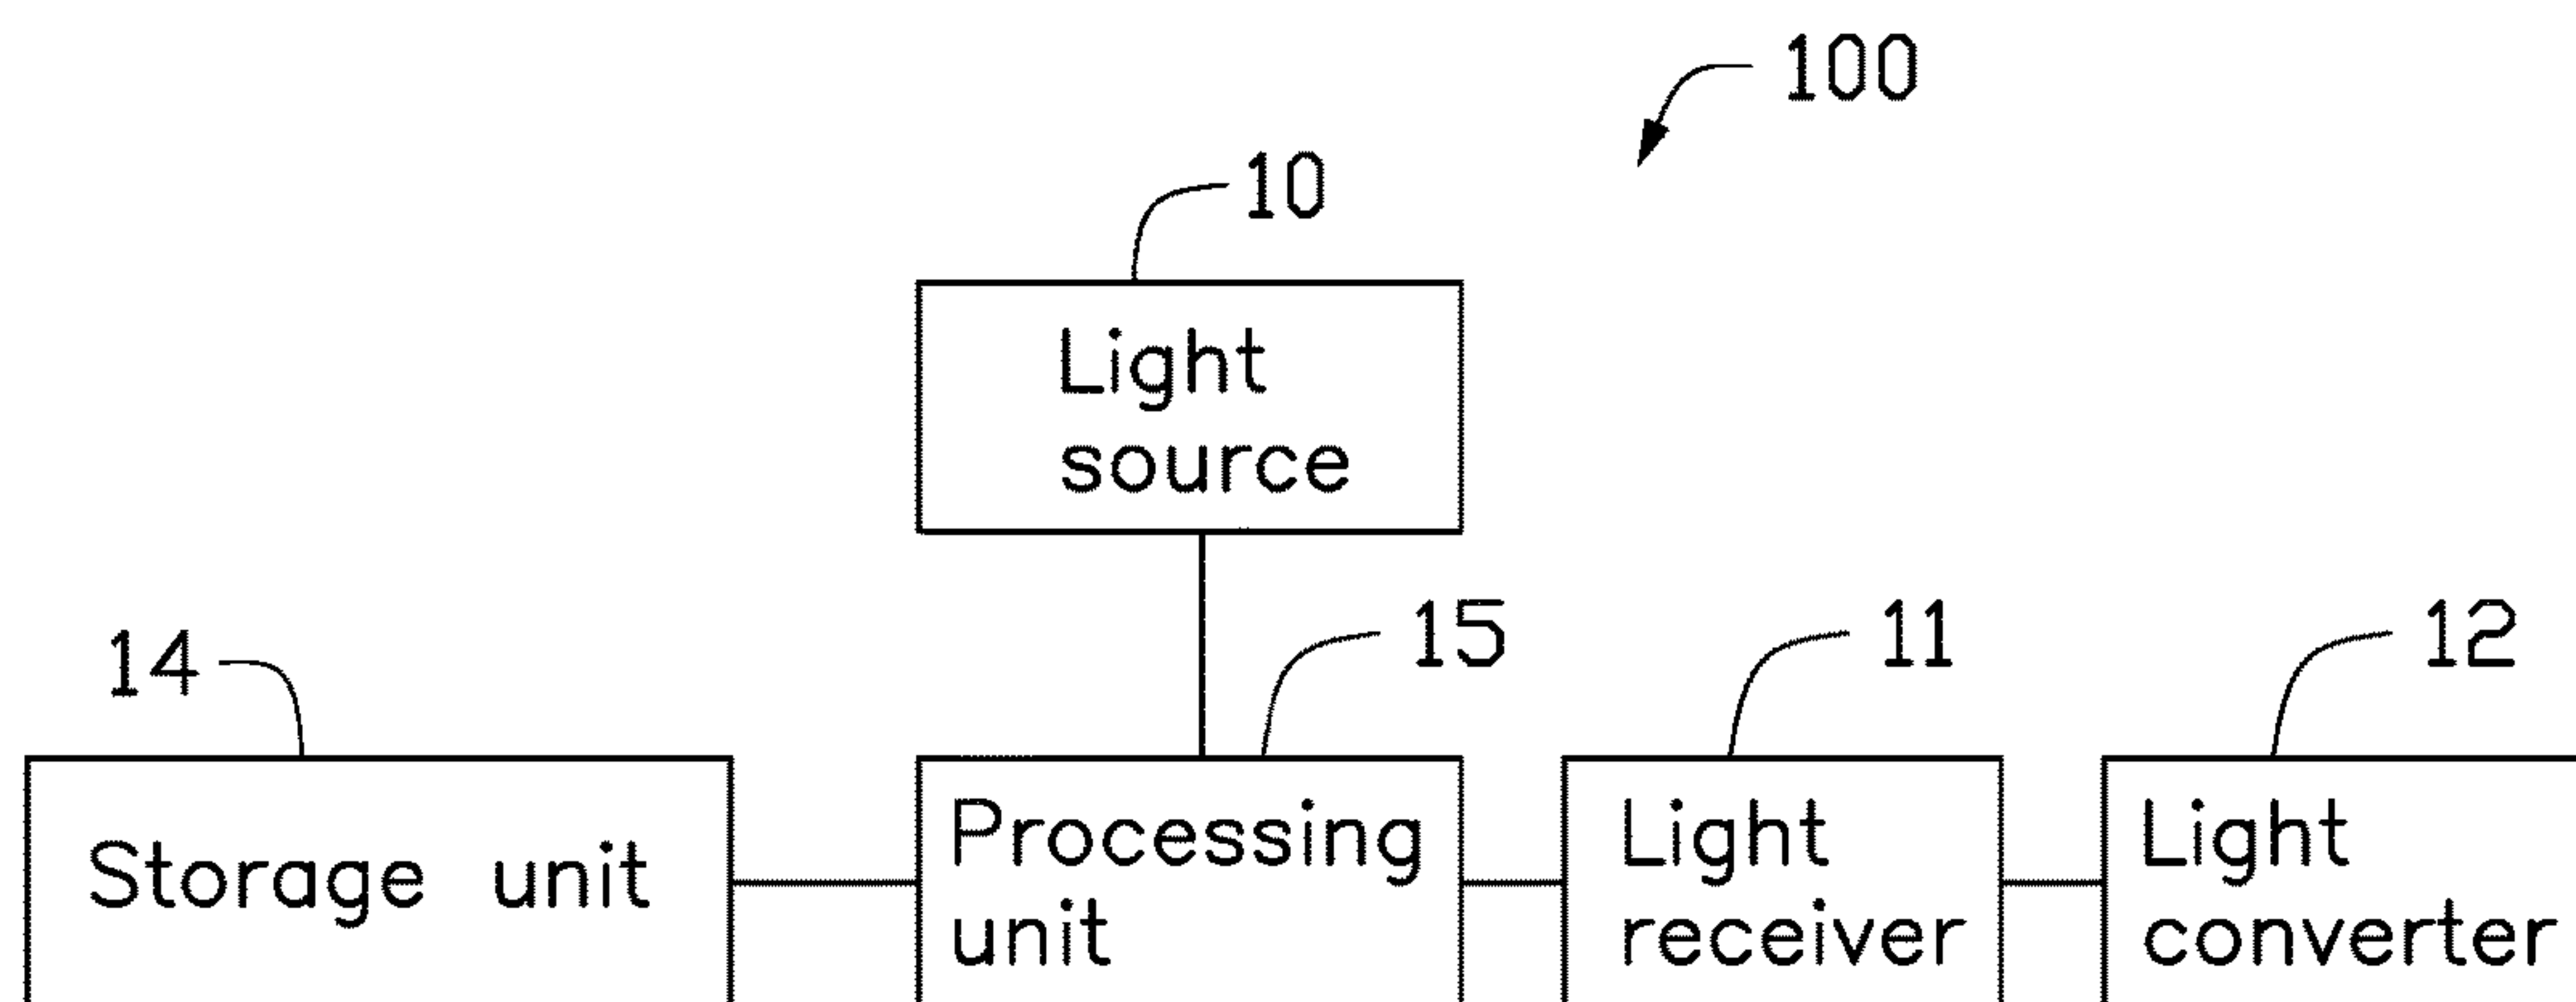 100
10
Light
source
14
15
11
12
Storage unit
Processing
unit
Light
receiver
Light
converter